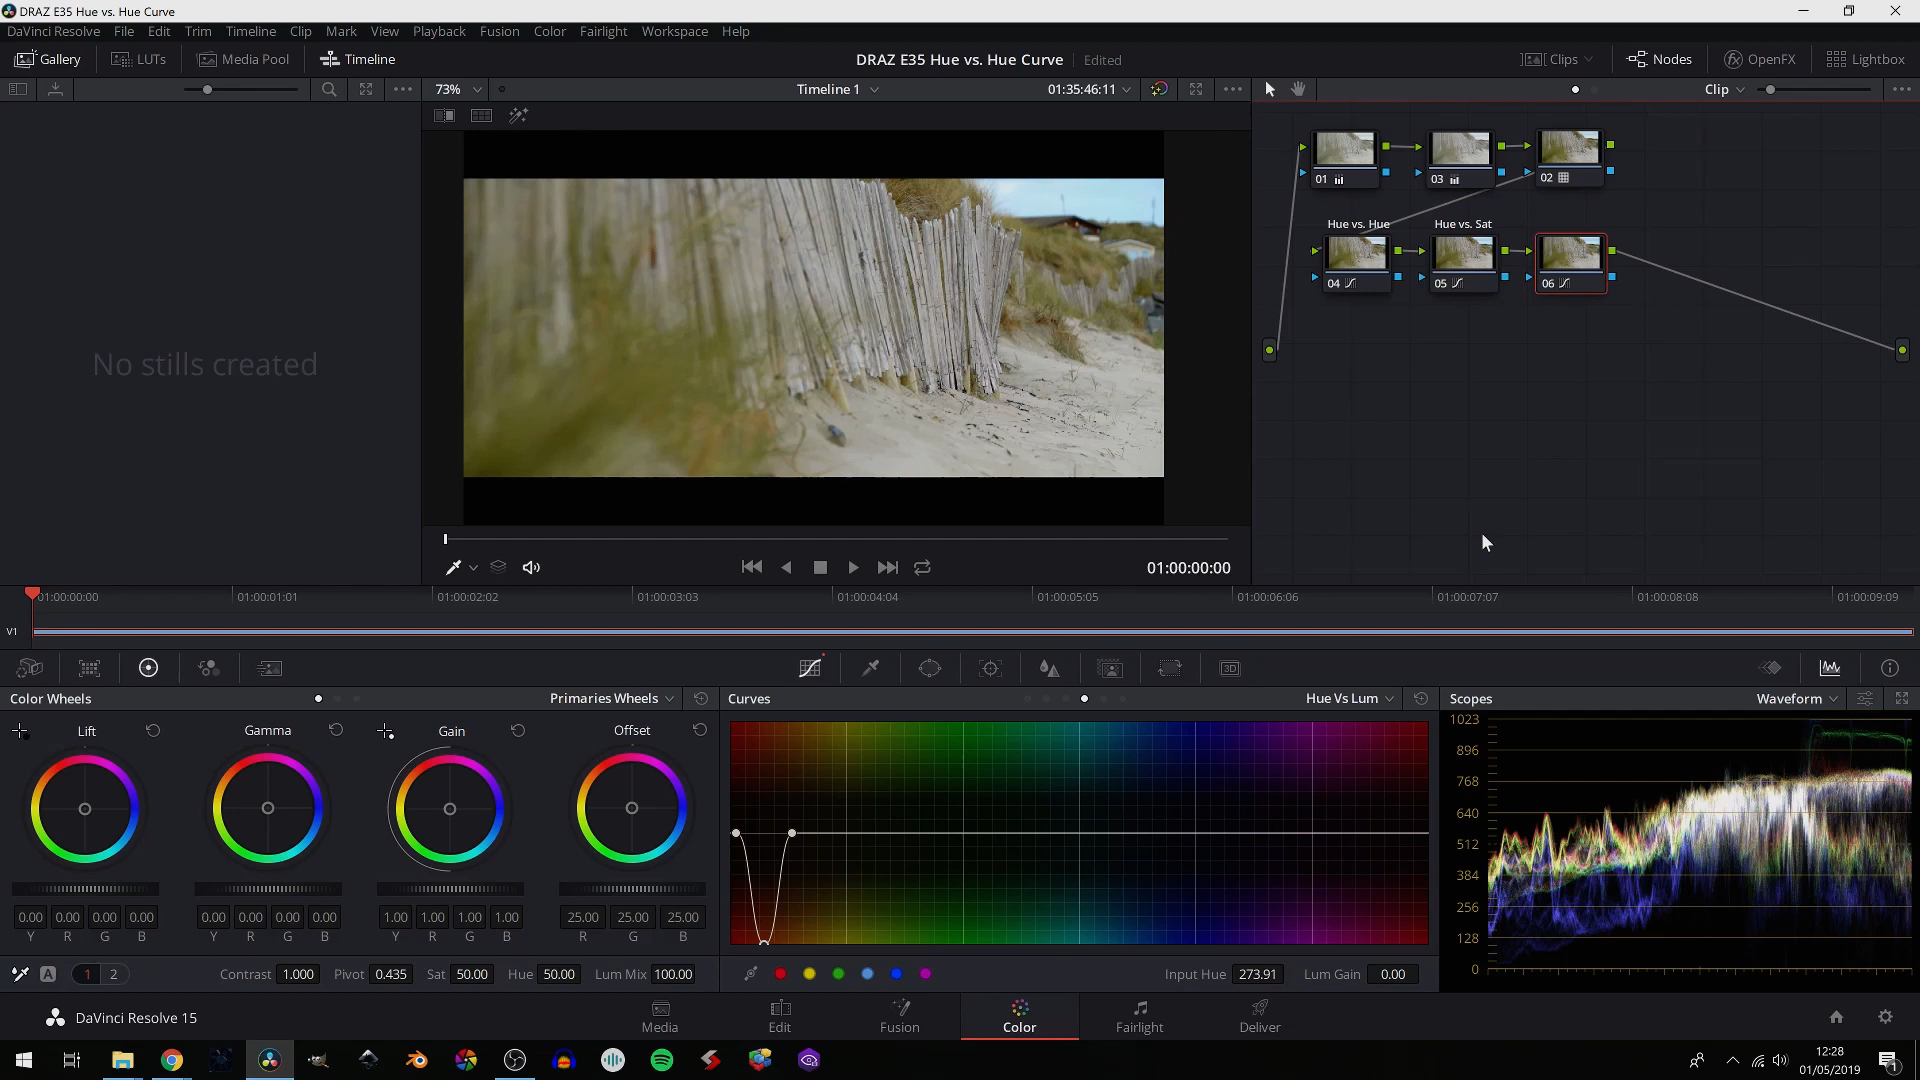 DRAZ E35 Hue vs. Hue Curve
DaVinci Resolve File Edit Trim Timeline Clip Mark View Playback Fusion Color Fairlight Workspace Help
Gallery LUTs Media Pool Timeline DRAZ E35 Hue vs. Hue Curve Edited Clips Nodes OpenFX Lightbox
73% Timeline 1 01:35:46:11 Clip
01 03 02
Hue vs. Hue Hue vs. Sat
04 05 06
No stills created
01:00:00:00
01:00:00:00 01:00:01:01 01:00:02:02 01:00:03:03 01:00:04:04 01:00:05:05 01:00:06:06 01:00:07:07 01:00:08:08 01:00:09:09
V1
3D
Color Wheels Primaries Wheels Curves Hue Vs Lum Scopes Waveform
Lift Gamma Gain Offset
1023
896
768
640
512
384
256
128
0
0.00 0.00 0.00 0.00 0.00 0.00 0.00 0.00 1.00 1.00 1.00 1.00 25.00 25.00 25.00
Y R G B Y R G B Y R G B R G B
A 1 2 Contrast 1.000 Pivot 0.435 Sat 50.00 Hue 50.00 Lum Mix 100.00 Input Hue 273.91 Lum Gain 0.00
DaVinci Resolve 15 Media Edit Fusion Color Fairlight Deliver
12:28
01/05/2019
1